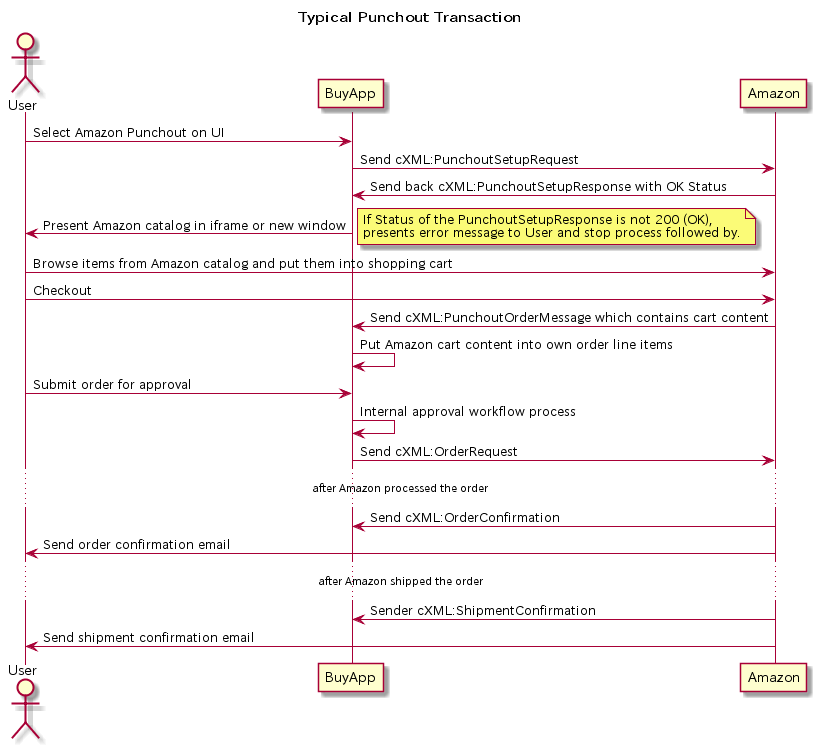 Typical Punchout Transaction
User
BuyApp
Amazon
Select Amazon Punchout on UI
Send cXML:PunchoutSetupRequest
Send back cXML:PunchoutSetupResponse with OK Status
Present Amazon catalog in iframe or new window
If Status of the PunchoutSetupResponse is not 200 (OK),
presents error message to User and stop process followed by.
Browse items from Amazon catalog and put them into shopping cart
Checkout
Send cXML:PunchoutOrderMessage which contains cart content
Put Amazon cart content into own order line items
Submit order for approval
Internal approval workflow process
Send cXML:OrderRequest
after Amazon processed the order
Send cXML:OrderConfirmation
Send order confirmation email
after Amazon shipped the order
Sender cXML:ShipmentConfirmation
Send shipment confirmation email
User
BuyApp
Amazon